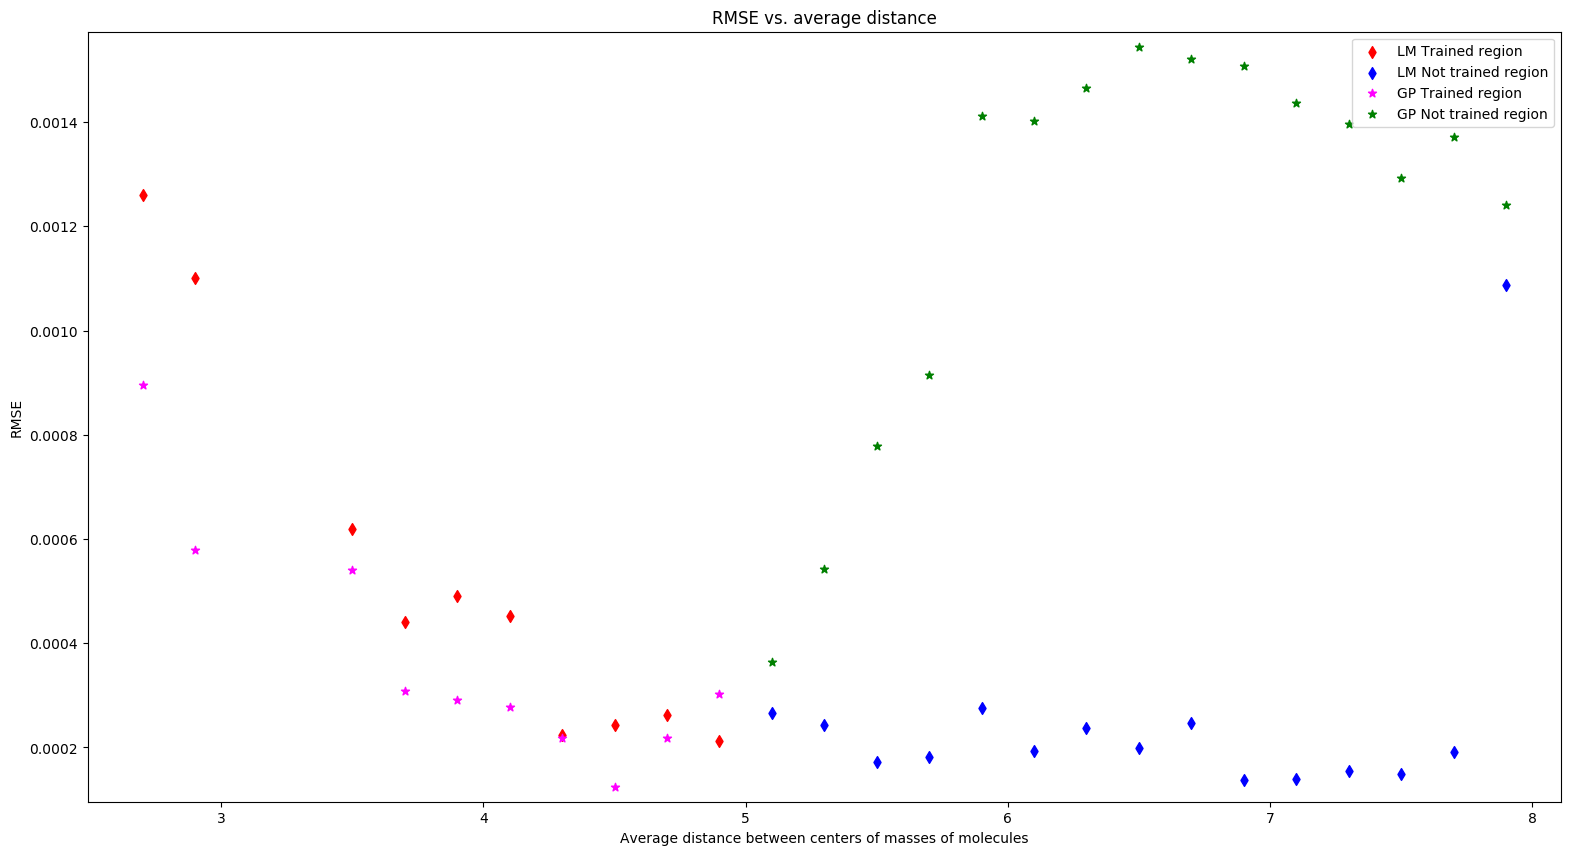 RMSE vs. average distance
LM Trained region
LM Not trained region
GP Trained region
GP Not trained region
0.0014
0.0012
0.0010
0.0008
0.0006
0.0004
0.0002
RMSE
3 4 5 6 7 8
Average distance between centers of masses of molecules